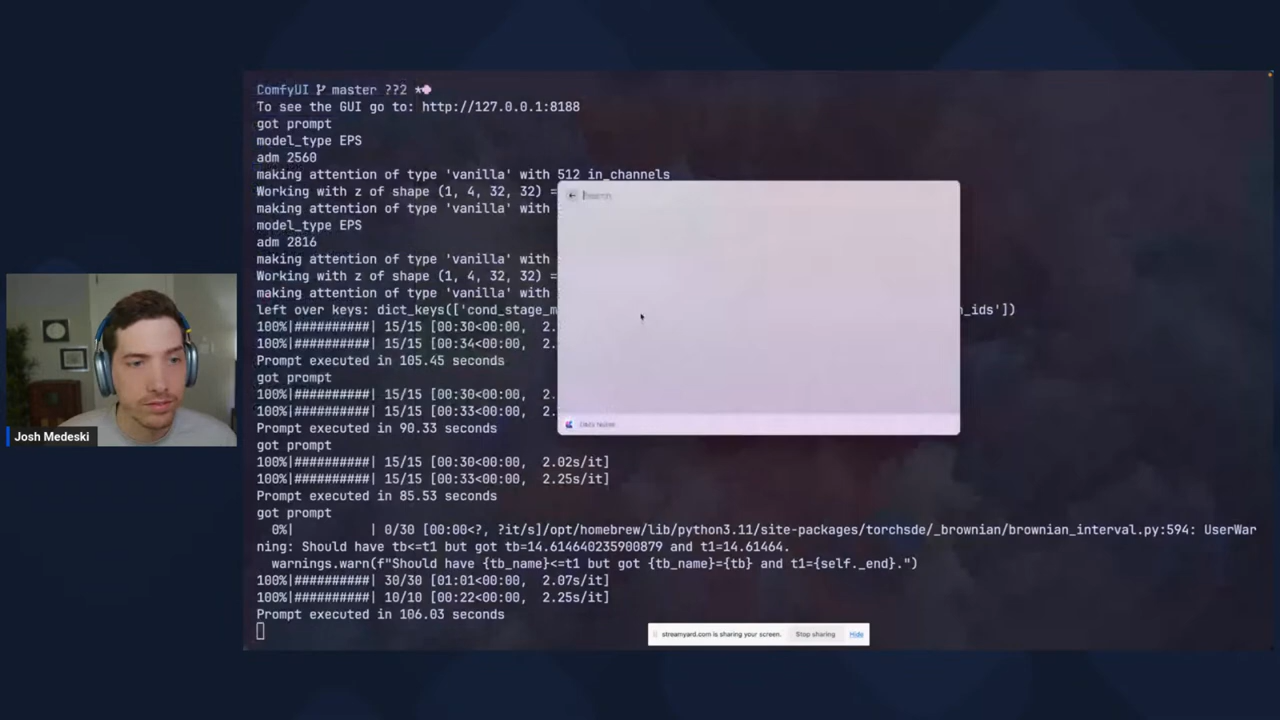 ComfyUI master ??2 *
To see the GUI go to: http://127.0.0.1:8188
got prompt
model_type EPS
adm 2560
making attention of type 'vanilla' with 512 in_channels
Working with z of shape (1, 4, 32, 32) =
making attention of type 'vanilla' with
model_type EPS
adm 2816
making attention of type 'vanilla' with
Working with z of shape (1, 4, 32, 32) =
making attention of type 'vanilla' with
left over keys: dict_keys(['cond_stage_m n_ids'])
100%|##########| 15/15 [00:30<00:00, 2.
100%|##########| 15/15 [00:34<00:00, 2.
Prompt executed in 105.45 seconds
got prompt
100%|##########| 15/15 [00:30<00:00, 2.
100%|##########| 15/15 [00:33<00:00, 2.
Prompt executed in 90.33 seconds
got prompt
100%|##########| 15/15 [00:30<00:00, 2.02s/it]
100%|##########| 15/15 [00:33<00:00, 2.25s/it]
Prompt executed in 85.53 seconds
got prompt
0%| | 0/30 [00:00<?, ?it/s]/opt/homebrew/lib/python3.11/site-packages/torchsde/_brownian/brownian_interval.py:594: UserWar
ning: Should have tb<=t1 but got tb=14.614640235900879 and t1=14.61464.
warnings.warn(f"Should have {tb_name}<=t1 but got {tb_name}={tb} and t1={self._end}.")
100%|##########| 30/30 [01:01<00:00, 2.07s/it]
100%|##########| 10/10 [00:22<00:00, 2.25s/it]
Prompt executed in 106.03 seconds
Search
Josh Medeski
streamyard.com is sharing your screen. Stop sharing Hide